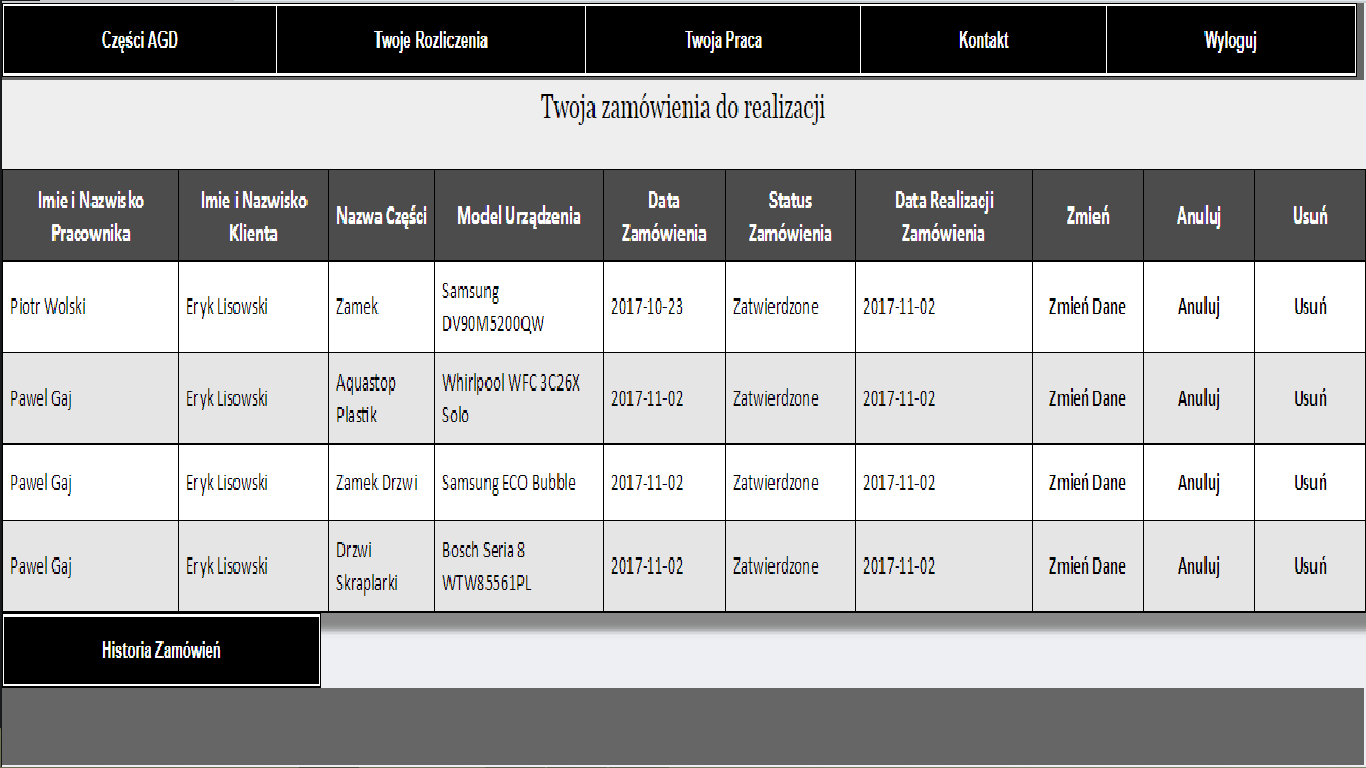 Części AGD Twoje Rozliczenia Twoja Praca Kontakt Wyloguj
Twoja zamówienia do realizacji
Imie i Nazwisko Pracownika Imie i Nazwisko Klienta Nazwa Części Model Urządzenia Data Zamówienia Status Zamówienia Data Realizacji Zamówienia Zmień Anuluj Usuń
Piotr Wolski Eryk Lisowski Zamek Samsung DV90M5200QW 2017-10-23 Zatwierdzone 2017-11-02 Zmień Dane Anuluj Usuń
Pawel Gaj Eryk Lisowski Aquastop Plastik Whirlpool WFC 3C26X Solo 2017-11-02 Zatwierdzone 2017-11-02 Zmień Dane Anuluj Usuń
Pawel Gaj Eryk Lisowski Zamek Drzwi Samsung ECO Bubble 2017-11-02 Zatwierdzone 2017-11-02 Zmień Dane Anuluj Usuń
Pawel Gaj Eryk Lisowski Drzwi Skraplarki Bosch Seria 8 WTW85561PL 2017-11-02 Zatwierdzone 2017-11-02 Zmień Dane Anuluj Usuń
Historia Zamówień